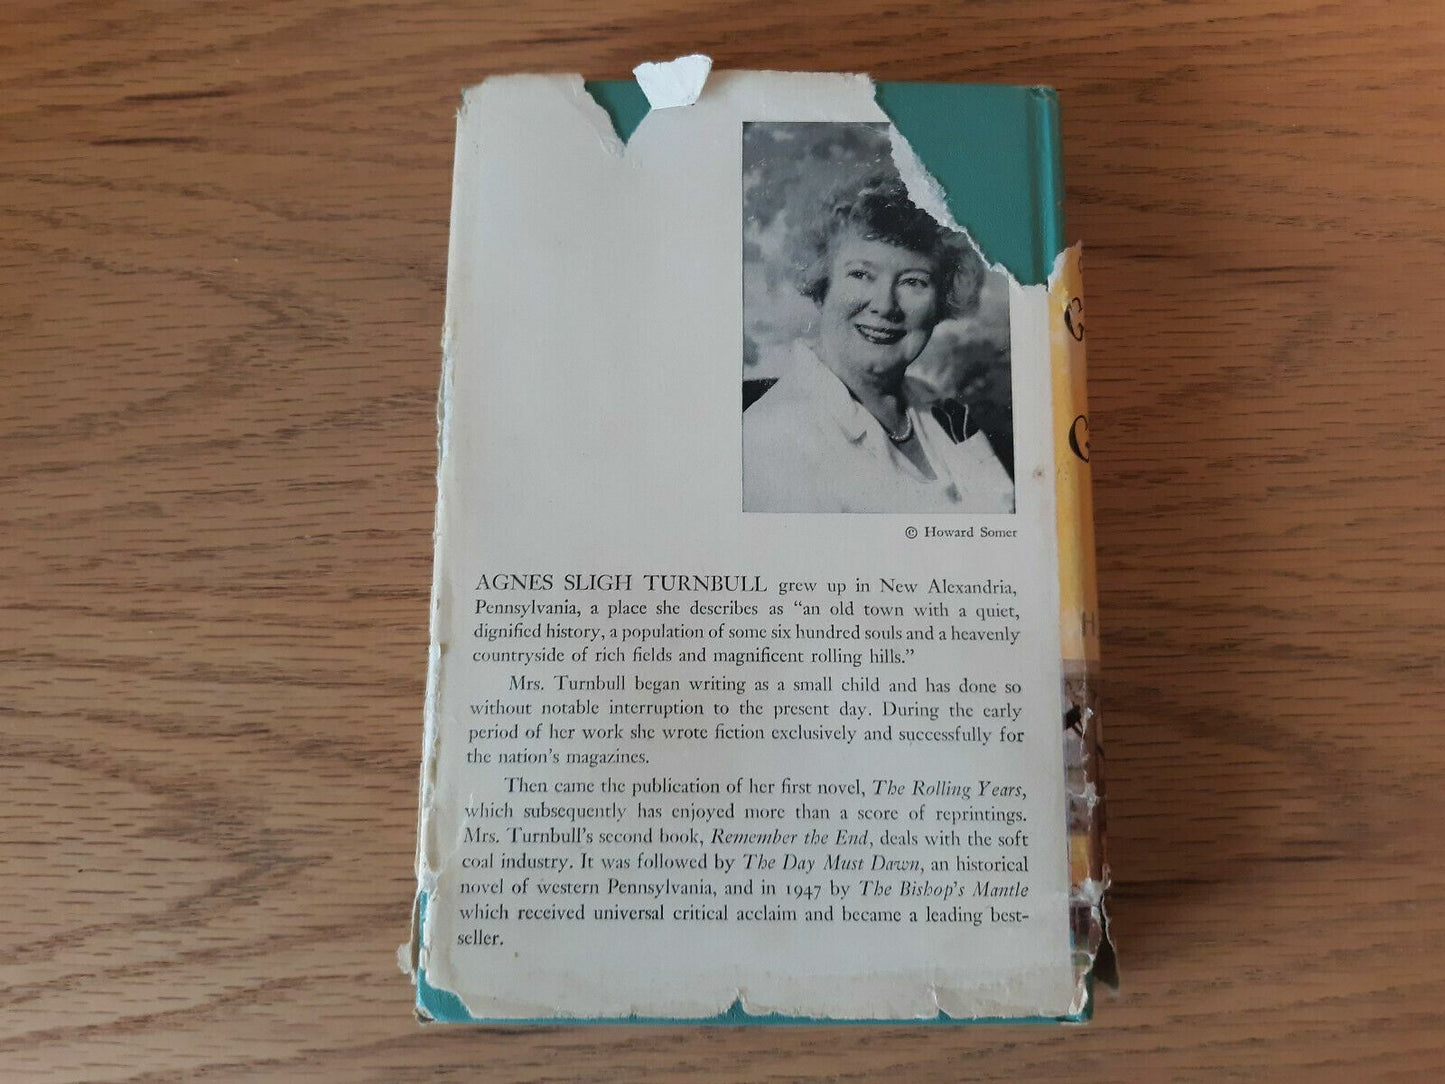 © Howard Somer
AGNES SLIGH TURNBULL grew up in New Alexandria,
Pennsylvania, a place she describes as “an old town with a quiet,
dignified history, a population of some six hundred souls and a heavenly
countryside of rich fields and magnificent rolling hills.”
Mrs. Turnbull began writing as a small child and has done so
without notable interruption to the present day. During the early
period of her work she wrote fiction exclusively and successfully for
the nation’s magazines.
Then came the publication of her first novel, The Rolling Years,
which subsequently has enjoyed more than a score of reprintings.
Mrs. Turnbull’s second book, Remember the End, deals with the soft
coal industry. It was followed by The Day Must Dawn, an historical
novel of western Pennsylvania, and in 1947 by The Bishop’s Mantle
which received universal critical acclaim and became a leading best-
seller.